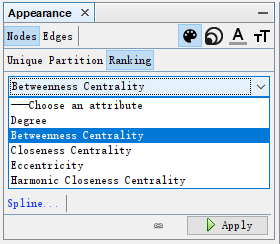 Appearance
Nodes Edges
Unique Partition Ranking
Betweenness Centrality
---Choose an attribute
Degree
Betweenness Centrality
Closeness Centrality
Eccentricity
Harmonic Closeness Centrality
Spline...
Apply